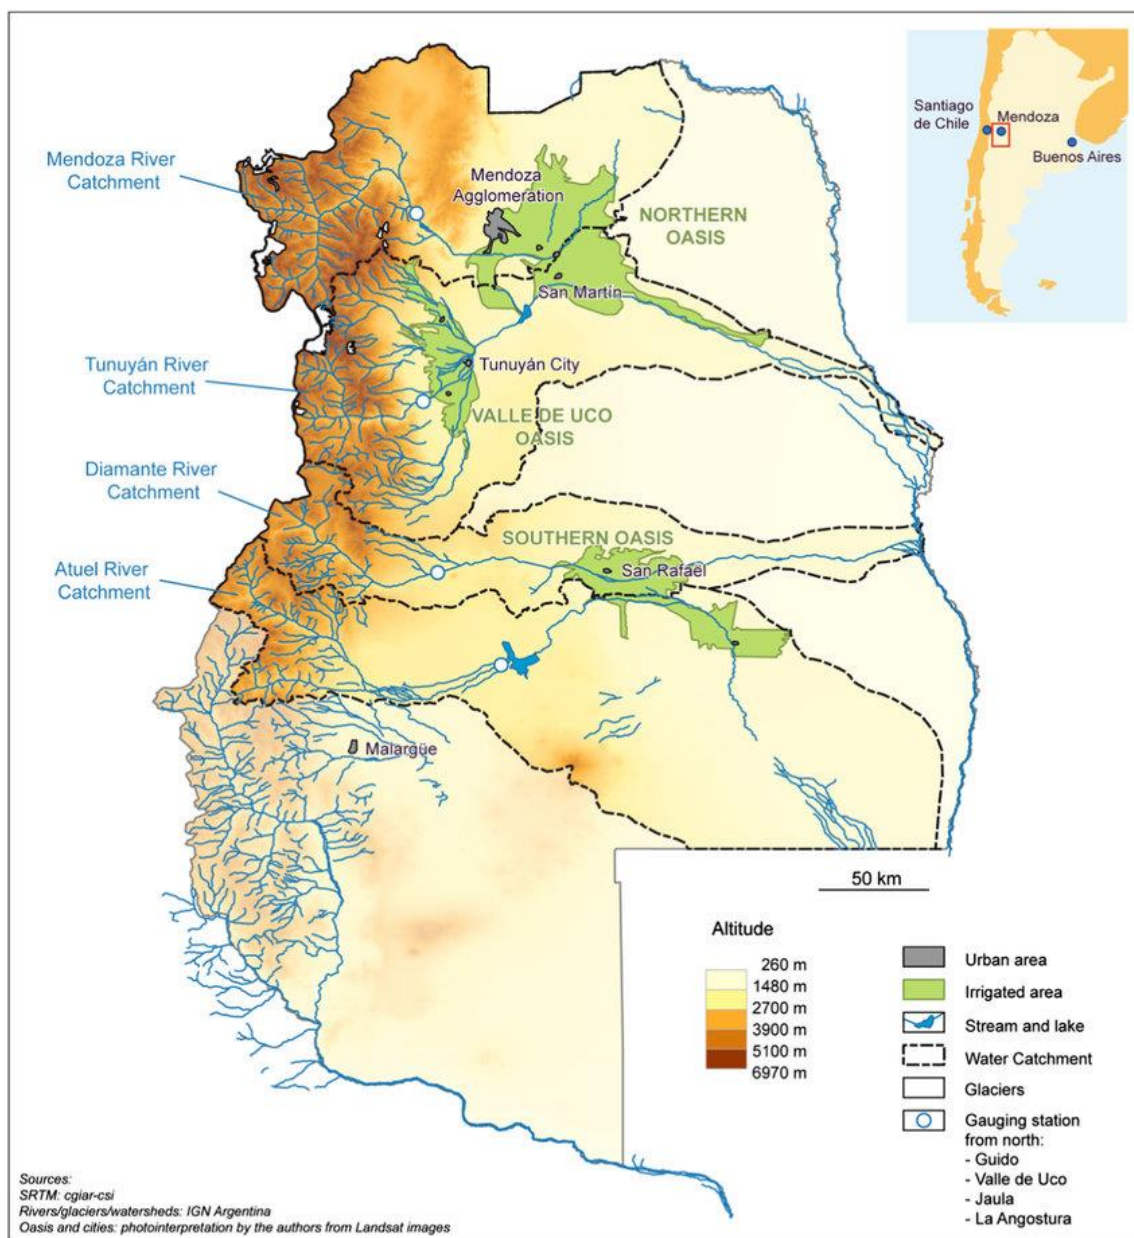 Santiago
de Chile
Mendoza
Buenos Aires
Mendoza River
Catchment
Mendoza
Agglomeration
NORTHERN
OASIS
San Martín
Tunuyán River
Catchment
Tunuyán City
VALLE DE UCO
OASIS
Diamante River
Catchment
SOUTHERN OASIS
Atuel River
Catchment
San Rafael
Malargüe
50 km
Altitude
260 m
1480 m
2700 m
3900 m
5100 m
6970 m
Urban area
Irrigated area
Stream and lake
Water Catchment
Glaciers
Gauging station
from north:
- Guido
- Valle de Uco
- Jaula
- La Angostura
Sources:
SRTM: cgiar-csi
Rivers/glaciers/watersheds: IGN Argentina
Oasis and cities: photointerpretation by the authors from Landsat images